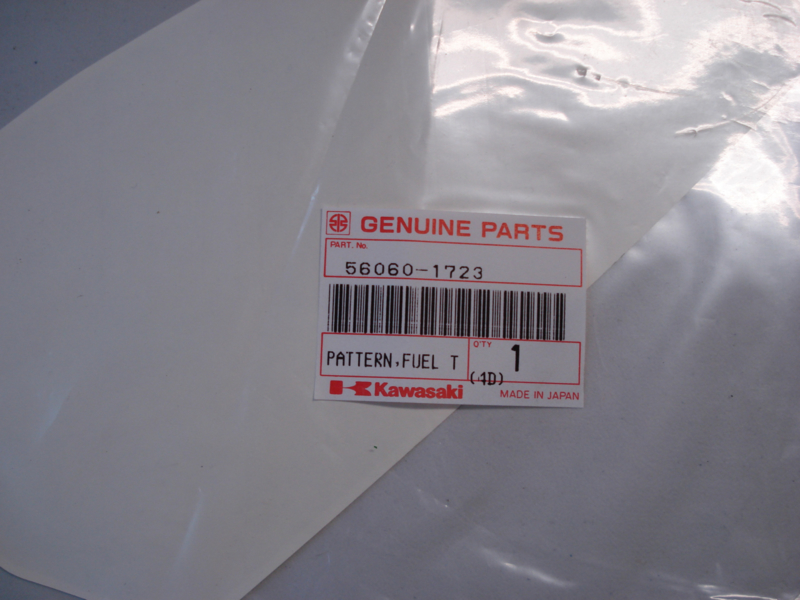 GENUINE PARTS
PART. No.
56060-1723
PATTERN,FUEL T
Q'TY 1
(4D)
Kawasaki
MADE IN JAPAN